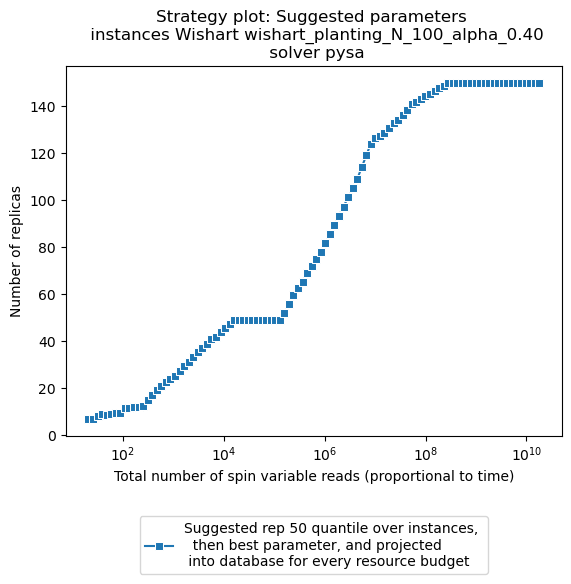 Strategy plot: Suggested parameters
instances Wishart wishart_planting_N_100_alpha_0.40
solver pysa
Number of replicas
140
120
100
80
60
40
20
0
10^2
10^4
10^6
10^8
10^10
Total number of spin variable reads (proportional to time)
Suggested rep 50 quantile over instances,
then best parameter, and projected
into database for every resource budget